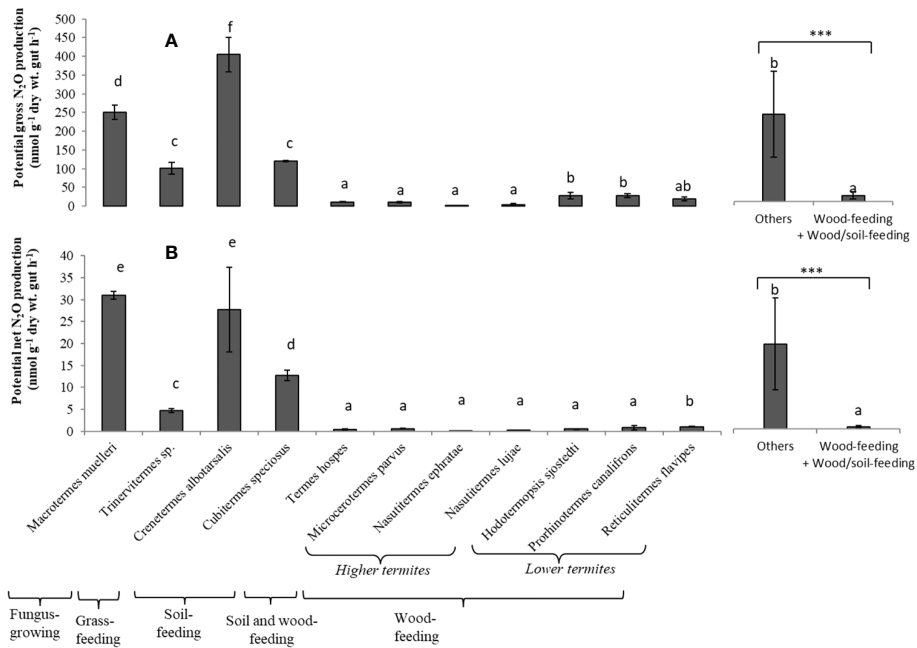 A
Potential gross N₂O production
(nmol g⁻¹ dry wt. gut h⁻¹)
500
450
400
350
300
250
200
150
100
50
0
d
c
f
c
a
a
a
a
b
b
ab
***
b
a
Others
Wood-feeding
+ Wood/soil-feeding
B
Potential net N₂O production
(nmol g⁻¹ dry wt. gut h⁻¹)
40
35
30
25
20
15
10
5
0
e
c
e
d
a
a
a
a
a
a
b
***
b
a
Others
Wood-feeding
+ Wood/soil-feeding
Macrotermes muelleri
Trinervitermes sp.
Crenetermes albotarsalis
Cubitermes speciosus
Termes hospes
Microcerotermes parvus
Nasutitermes ephratae
Nasutitermes lujae
Hodotermopsis sjostedti
Prorhinotermes canalifrons
Reticulitermes flavipes
Higher termites
Lower termites
Fungus-
growing
Grass-
feeding
Soil-
feeding
Soil and wood-
feeding
Wood-
feeding